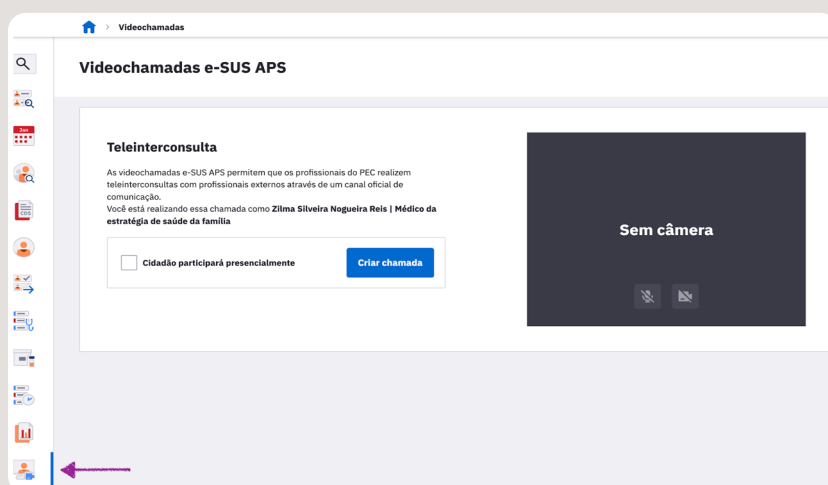 Videochamadas
Videochamadas e-SUS APS
Jan
CDS
Teleinterconsulta
As videochamadas e-SUS APS permitem que os profissionais do PEC realizem
teleinterconsultas com profissionais externos através de um canal oficial de
comunicação.
Você está realizando essa chamada como Zilma Silveira Nogueira Reis | Médico da
estratégia de saúde da família
Cidadão participará presencialmente
Criar chamada
Sem câmera